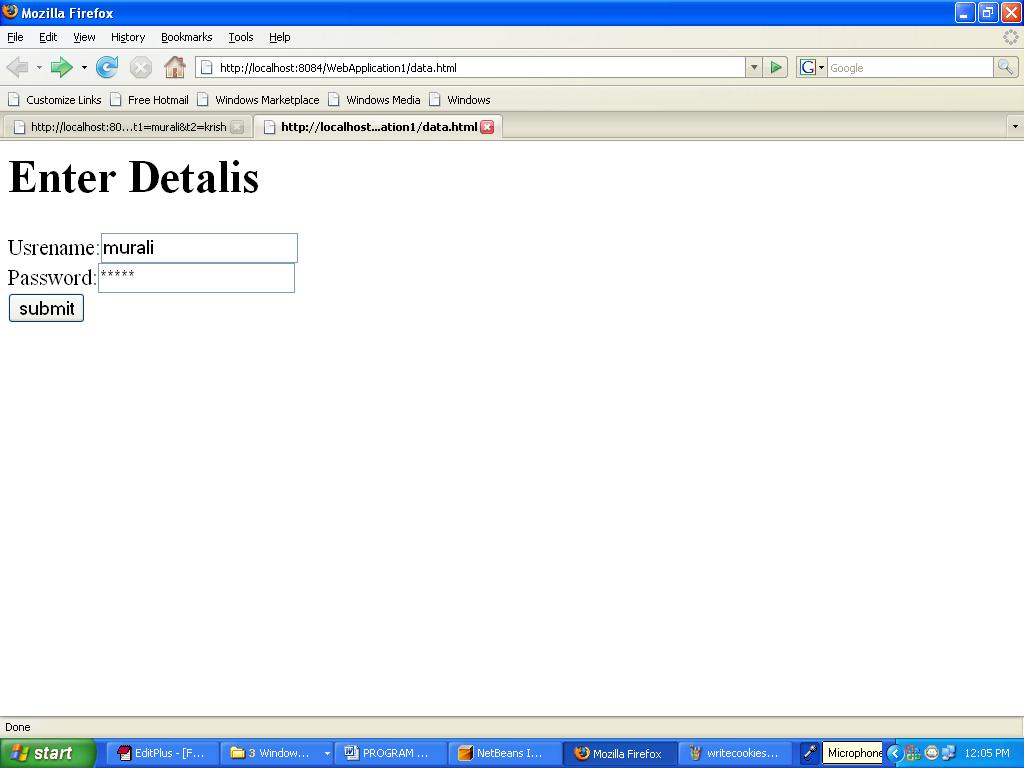 Mozilla Firefox
File Edit View History Bookmarks Tools Help
http://localhost:8084/WebApplication1/data.html G Google
Customize Links Free Hotmail Windows Marketplace Windows Media Windows
http://localhost:80...t1=murali&t2=krish http://localhost...ation1/data.html
Enter Detalis
Usrename: murali
Password: *****
submit
Done
start EditPlus - [F... 3 Window... PROGRAM ... NetBeans I... Mozilla Firefox writecookies... Microphone 12:05 PM